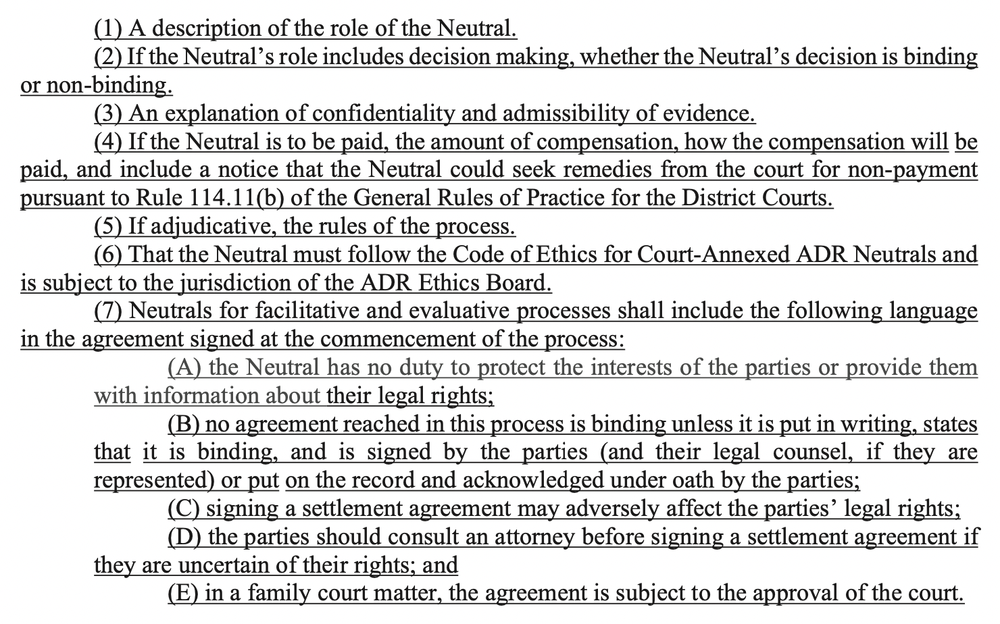 (1) A description of the role of the Neutral.
(2) If the Neutral’s role includes decision making, whether the Neutral’s decision is binding
or non-binding.
(3) An explanation of confidentiality and admissibility of evidence.
(4) If the Neutral is to be paid, the amount of compensation, how the compensation will be
paid, and include a notice that the Neutral could seek remedies from the court for non-payment
pursuant to Rule 114.11(b) of the General Rules of Practice for the District Courts.
(5) If adjudicative, the rules of the process.
(6) That the Neutral must follow the Code of Ethics for Court-Annexed ADR Neutrals and
is subject to the jurisdiction of the ADR Ethics Board.
(7) Neutrals for facilitative and evaluative processes shall include the following language
in the agreement signed at the commencement of the process:
(A) the Neutral has no duty to protect the interests of the parties or provide them
with information about their legal rights;
(B) no agreement reached in this process is binding unless it is put in writing, states
that it is binding, and is signed by the parties (and their legal counsel, if they are
represented) or put on the record and acknowledged under oath by the parties;
(C) signing a settlement agreement may adversely affect the parties’ legal rights;
(D) the parties should consult an attorney before signing a settlement agreement if
they are uncertain of their rights; and
(E) in a family court matter, the agreement is subject to the approval of the court.